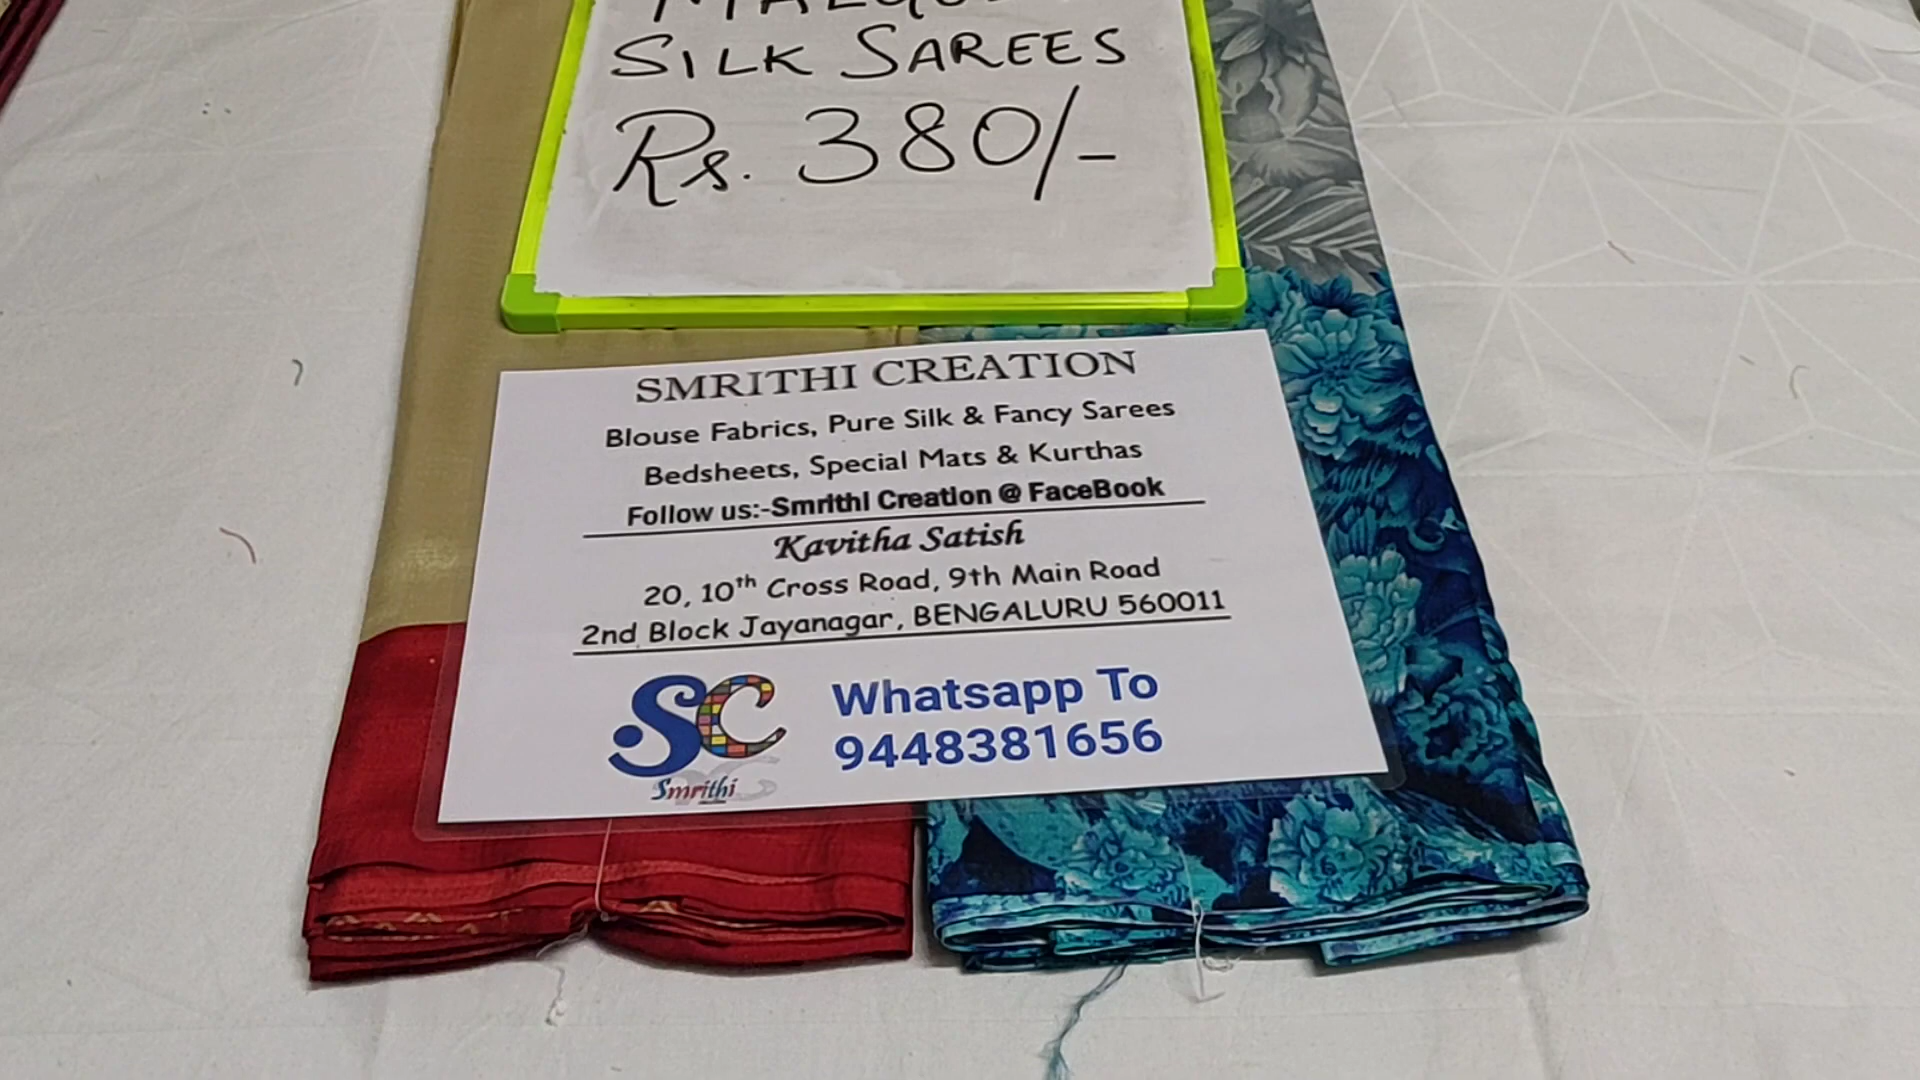 SILK SAREES
Rs. 380/-
SMRITHI CREATION
Blouse Fabrics, Pure Silk & Fancy Sarees
Bedsheets, Special Mats & Kurthas
Follow us:-Smrithi Creation @ FaceBook
Kavitha Satish
20, 10th Cross Road, 9th Main Road
2nd Block Jayanagar, BENGALURU 560011
SC
Smrithi
Whatsapp To
9448381656